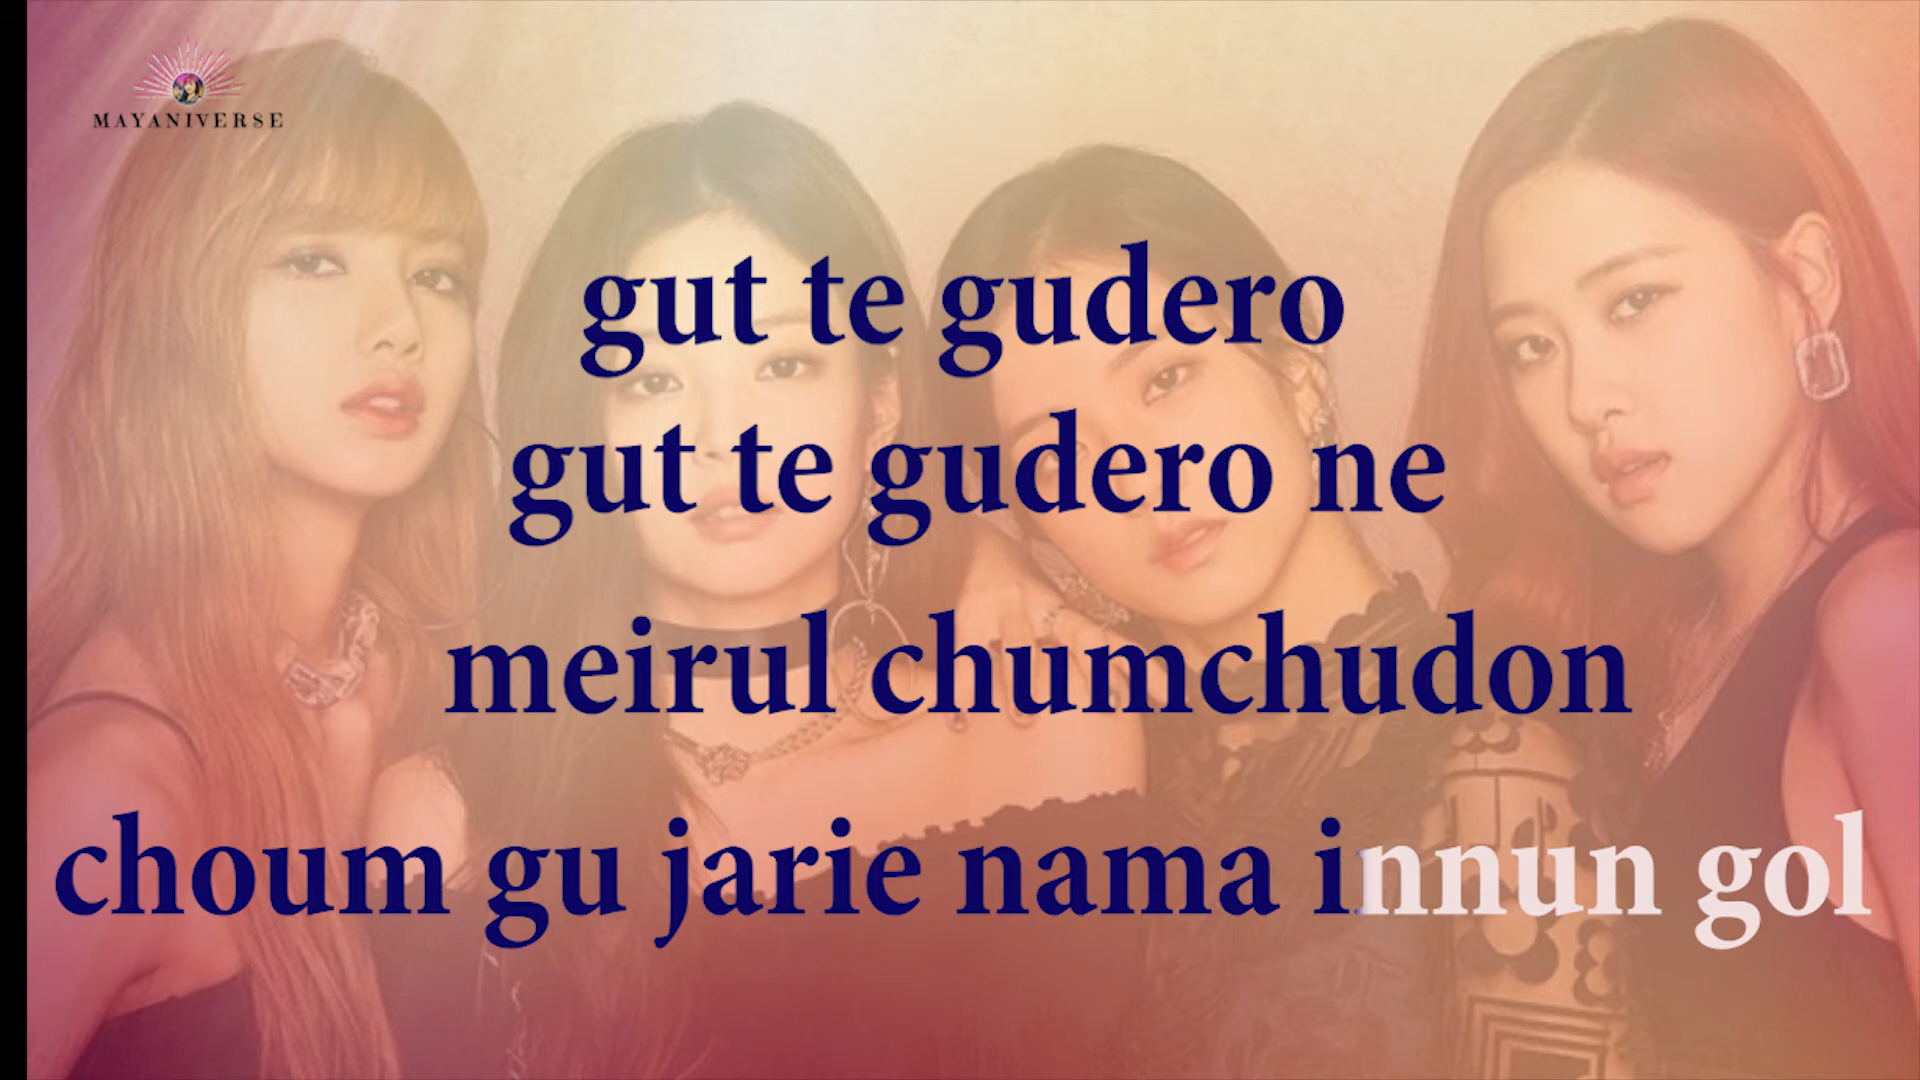 MAYANIVERSE
gut te gudero
gut te gudero ne
meirul chumchudon
choum gu jarie nama innun gol